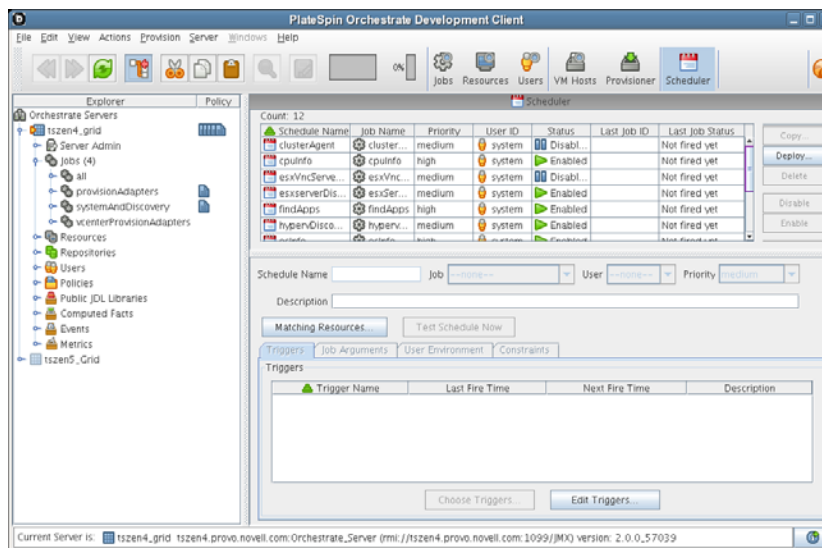 PlateSpin Orchestrate Development Client
File Edit View Actions Provision Server Windows Help
0%
Jobs Resources Users VM Hosts Provisioner Scheduler
Explorer Policy
Orchestrate Servers
tszen4_grid
Server Admin
Jobs (4)
all
provisionAdapters
systemAndDiscovery
vcenterProvisionAdapters
Resources
Repositories
Users
Policies
Public JDL Libraries
Computed Facts
Events
Metrics
tszen5_Grid
Scheduler
Count: 12
Schedule Name Job Name Priority User ID Status Last Job ID Last Job Status
clusterAgent cluster... medium system Disabl... Not fired yet
cpuInfo cpuInfo high system Enabled Not fired yet
esxVncServe... esxVnc... medium system Disabl... Not fired yet
esxserverDis... esxSer... medium system Enabled Not fired yet
findApps findApps high system Enabled Not fired yet
hypervDisco... hyperv... medium system Enabled Not fired yet
osInfo osInfo high system Enabled Not fired yet
Copy...
Deploy...
Delete
Disable
Enable
Schedule Name Job --none-- User --none-- Priority medium
Description
Matching Resources... Test Schedule Now
Triggers Job Arguments User Environment Constraints
Triggers
Trigger Name Last Fire Time Next Fire Time Description
Choose Triggers... Edit Triggers...
Current Server is: tszen4_grid tszen4.provo.novell.com:Orchestrate_Server (rmi://tszen4.provo.novell.com:1099/JMX) version: 2.0.0_57039